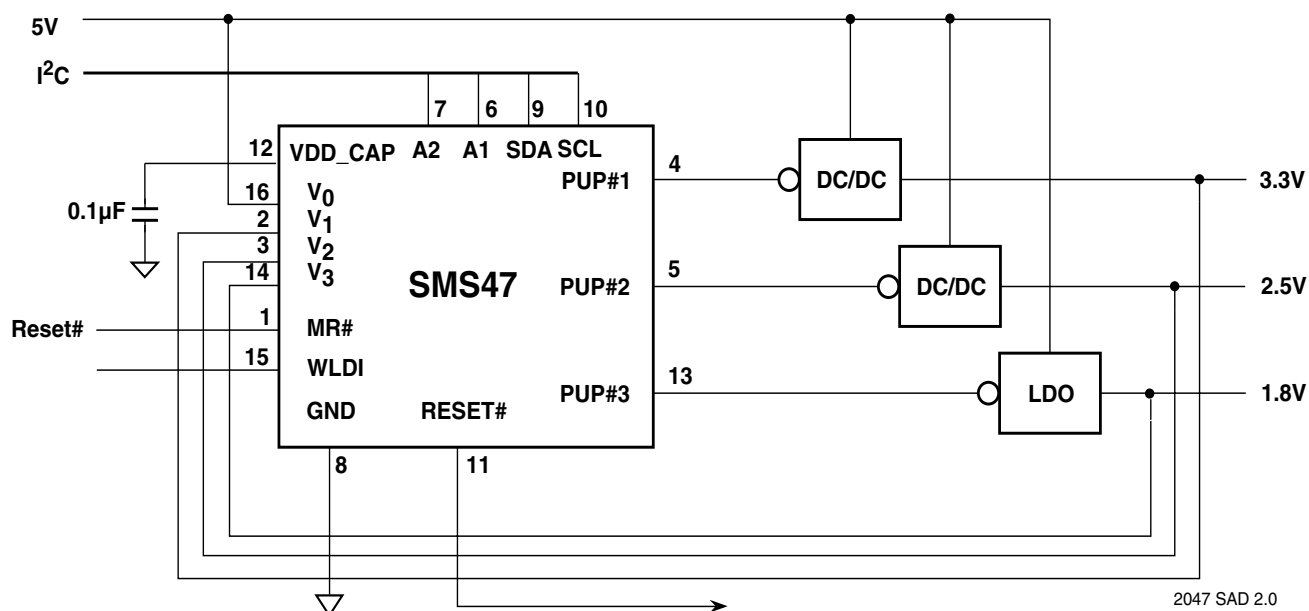 5V
I²C
7 6 9 10
12 VDD_CAP A2 A1 SDA SCL
PUP#1 4 DC/DC 3.3V
16 V0
0.1µF
2 V1
3 V2
14 V3
SMS47
PUP#2 5 DC/DC 2.5V
Reset# 1 MR#
15 WLDI
PUP#3 13 LDO 1.8V
GND RESET#
8 11
2047 SAD 2.0